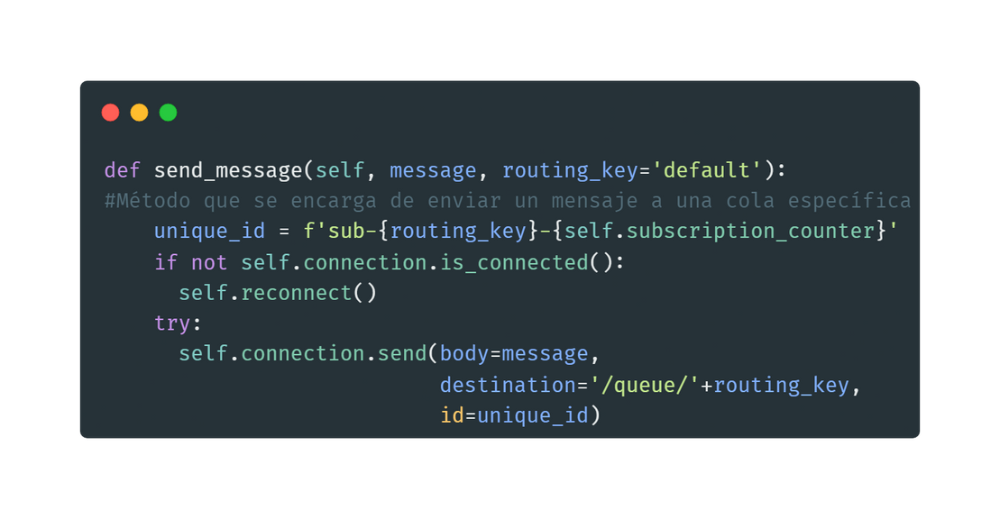 def send_message(self, message, routing_key='default'):
#Método que se encarga de enviar un mensaje a una cola específica
    unique_id = f'sub-{routing_key}-{self.subscription_counter}'
    if not self.connection.is_connected():
      self.reconnect()
    try:
      self.connection.send(body=message,
                           destination='/queue/'+routing_key,
                           id=unique_id)